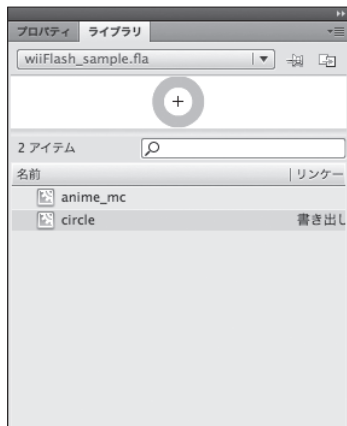 プロパティ ライブラリ
wiiFlash_sample.fla
2 アイテム
名前 リンケー
anime_mc
circle 書き出し